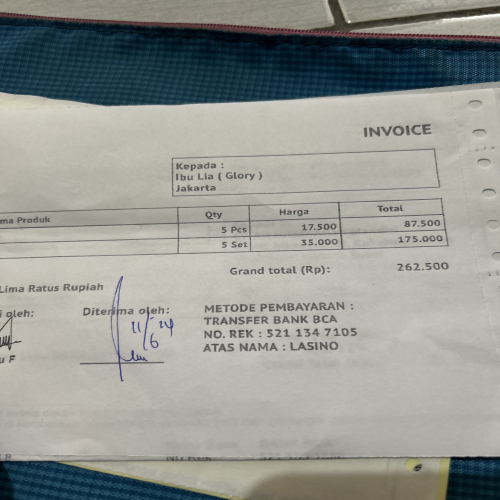 INVOICE
Kepada :
Ibu Lia ( Glory )
Jakarta
ma Produk Qty Harga Total
5 Pcs 17.500 87.500
5 Set 35.000 175.000
Grand total (Rp): 262.500
Lima Ratus Rupiah
i oleh: Diterima oleh:
METODE PEMBAYARAN :
TRANSFER BANK BCA
NO. REK : 521 134 7105
ATAS NAMA : LASINO
11/6 24
u F